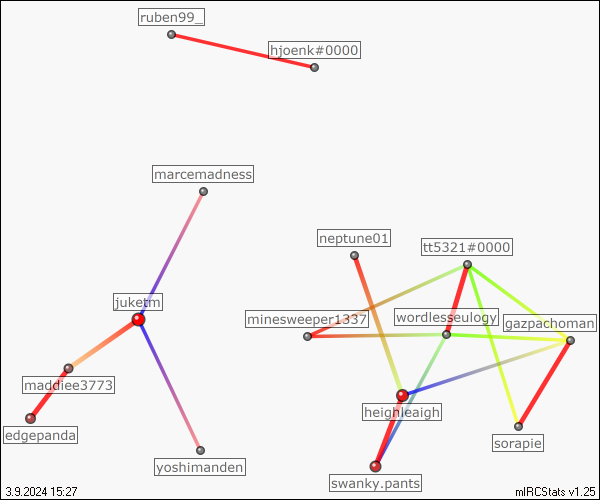 ruben99_
hjoenk#0000
marcemadness
neptune01
tt5321#0000
juketm
minesweeper1337
wordlesseulogy
gazpachoman
maddiee3773
heighleaigh
edgepanda
sorapie
yoshimanden
swanky.pants
3.9.2024 15:27
mIRCStats v1.25